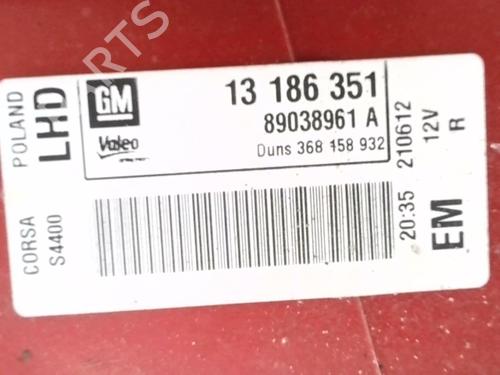 POLAND
LHD
GM
Valeo
13 186 351
89038961 A
Duns 368 158 932
210612
12V
R
CORSA
S4400
20:35
EM
PARTS